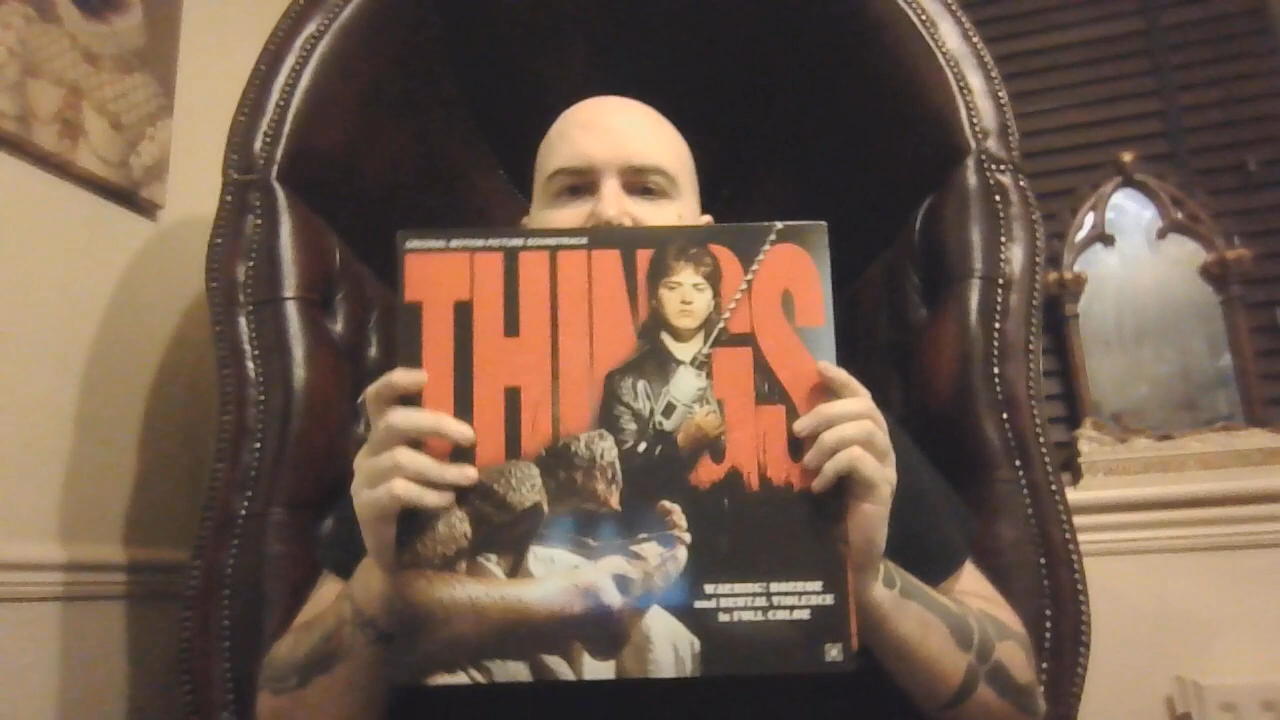 ORIGINAL MOTION PICTURE SOUNDTRACK
THINGS
WARNING: HORROR
and BRUTAL VIOLENCE
in FULL COLOR